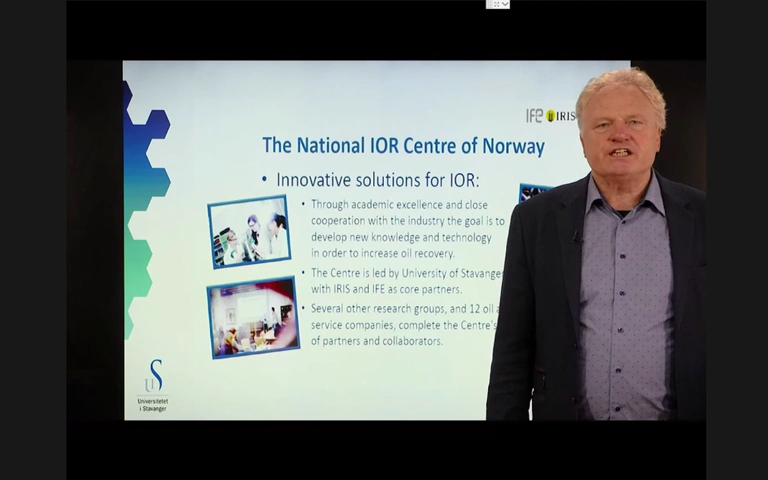 IFE IRIS
The National IOR Centre of Norway
• Innovative solutions for IOR:
• Through academic excellence and close
cooperation with the industry the goal is to
develop new knowledge and technology
in order to increase oil recovery.
• The Centre is led by University of Stavange
with IRIS and IFE as core partners.
• Several other research groups, and 12 oil
service companies, complete the Centre's
of partners and collaborators.
US
Universitetet
i Stavanger